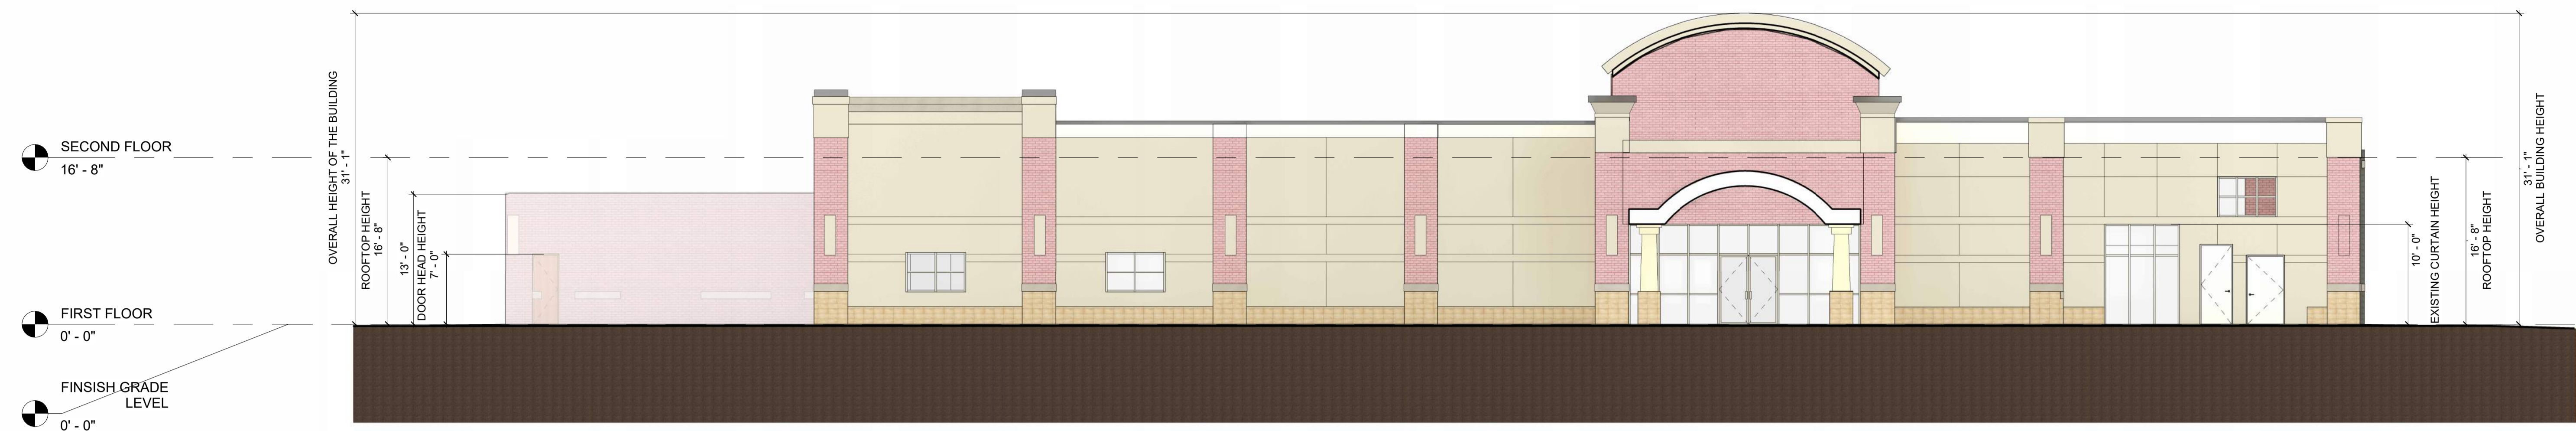 SECOND FLOOR
16' - 8"
FIRST FLOOR
0' - 0"
FINSISH GRADE
LEVEL
0' - 0"
OVERALL HEIGHT OF THE BUILDING
31' - 1"
ROOFTOP HEIGHT
16' - 8"
13' - 0"
DOOR HEAD HEIGHT
7' - 0"
10' - 0"
EXISTING CURTAIN HEIGHT
16' - 8"
ROOFTOP HEIGHT
31' - 1"
OVERALL BUILDING HEIGHT